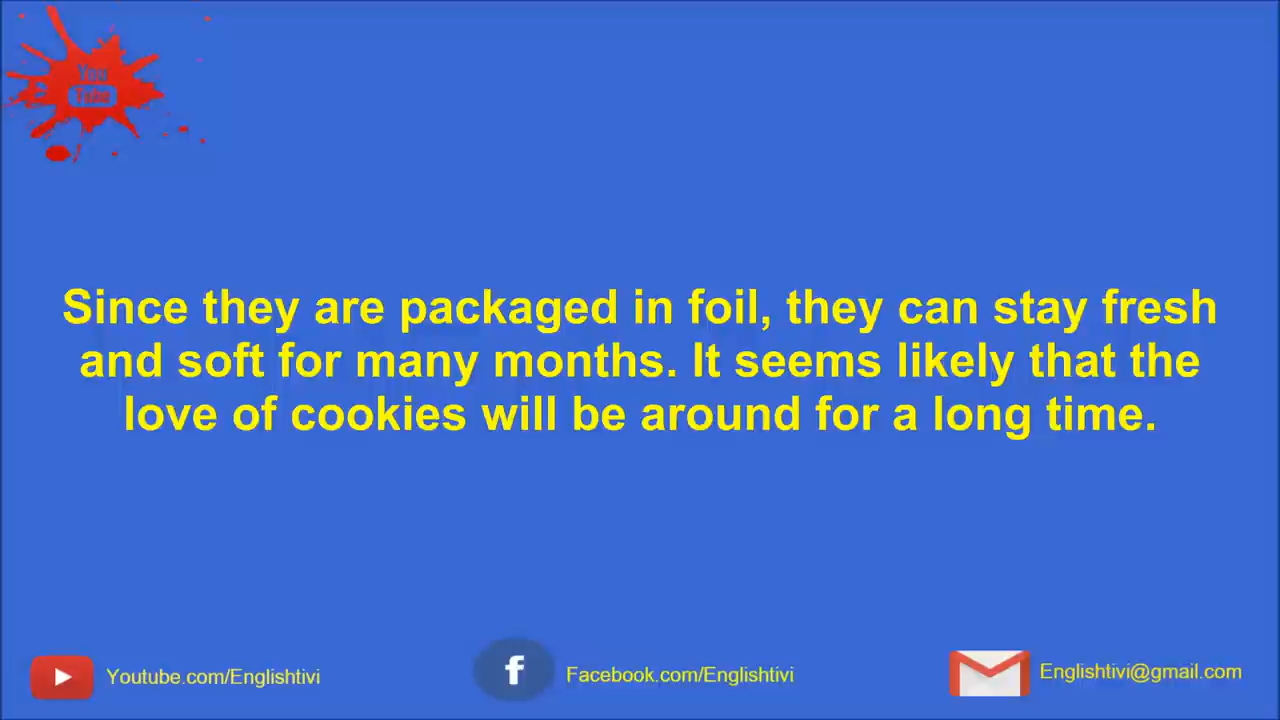 You
Tube
Since they are packaged in foil, they can stay fresh
and soft for many months. It seems likely that the
love of cookies will be around for a long time.
Youtube.com/Englishtivi
Facebook.com/Englishtivi
Englishtivi@gmail.com